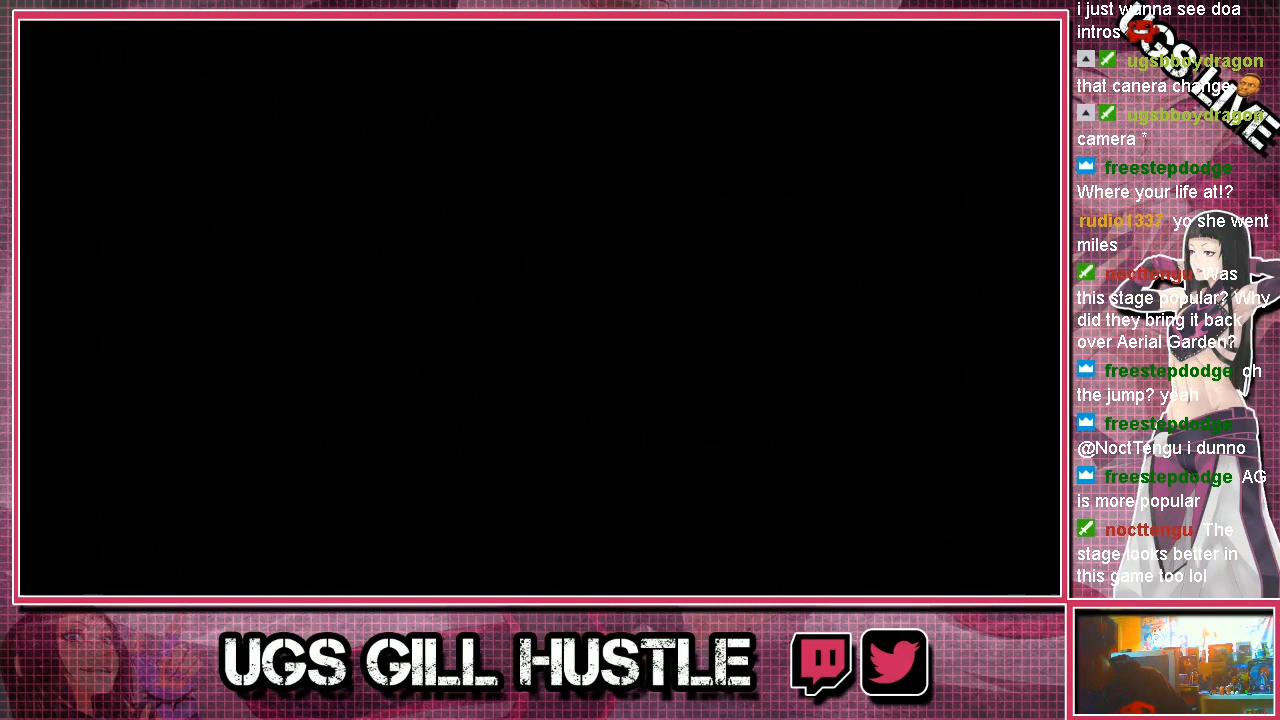 i just wanna see doa
intros
UGS LIVE
ugsbboydragon
that canera change
ugsbboydragon
camera *
freestepdodge
Where your life at!?
rudio1337 yo she went
miles
nocttengu Was
this stage popular? Why
did they bring it back
over Aerial Garden?
freestepdodge oh
the jump? yeah
freestepdodge
@NoctTengu i dunno
freestepdodge AG
is more popular
nocttengu The
stage looks better in
this game too lol
UGS GILL HUSTLE